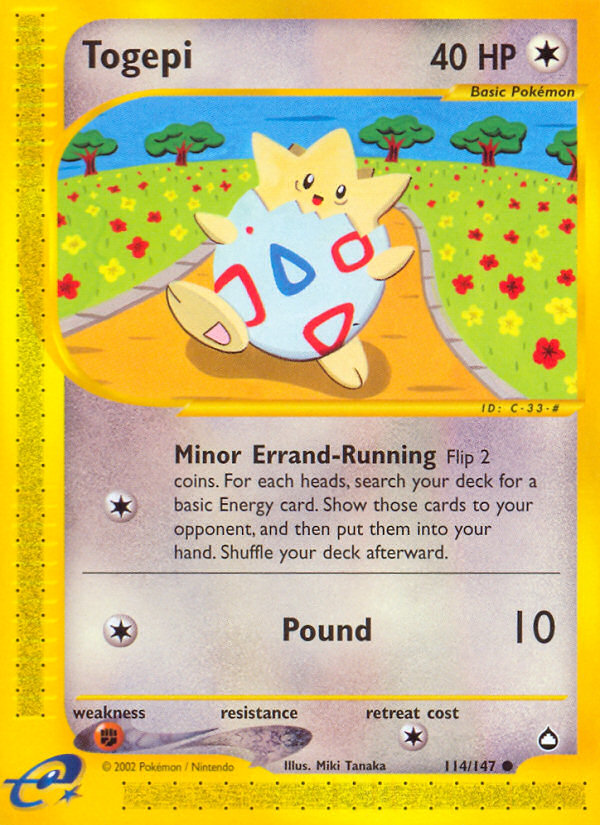 Togepi 40 HP
Basic Pokémon
ID: C-33-#
Minor Errand-Running Flip 2
coins. For each heads, search your deck for a
basic Energy card. Show those cards to your
opponent, and then put them into your
hand. Shuffle your deck afterward.
Pound 10
weakness resistance retreat cost
© 2002 Pokémon / Nintendo Illus. Miki Tanaka 114/147
e